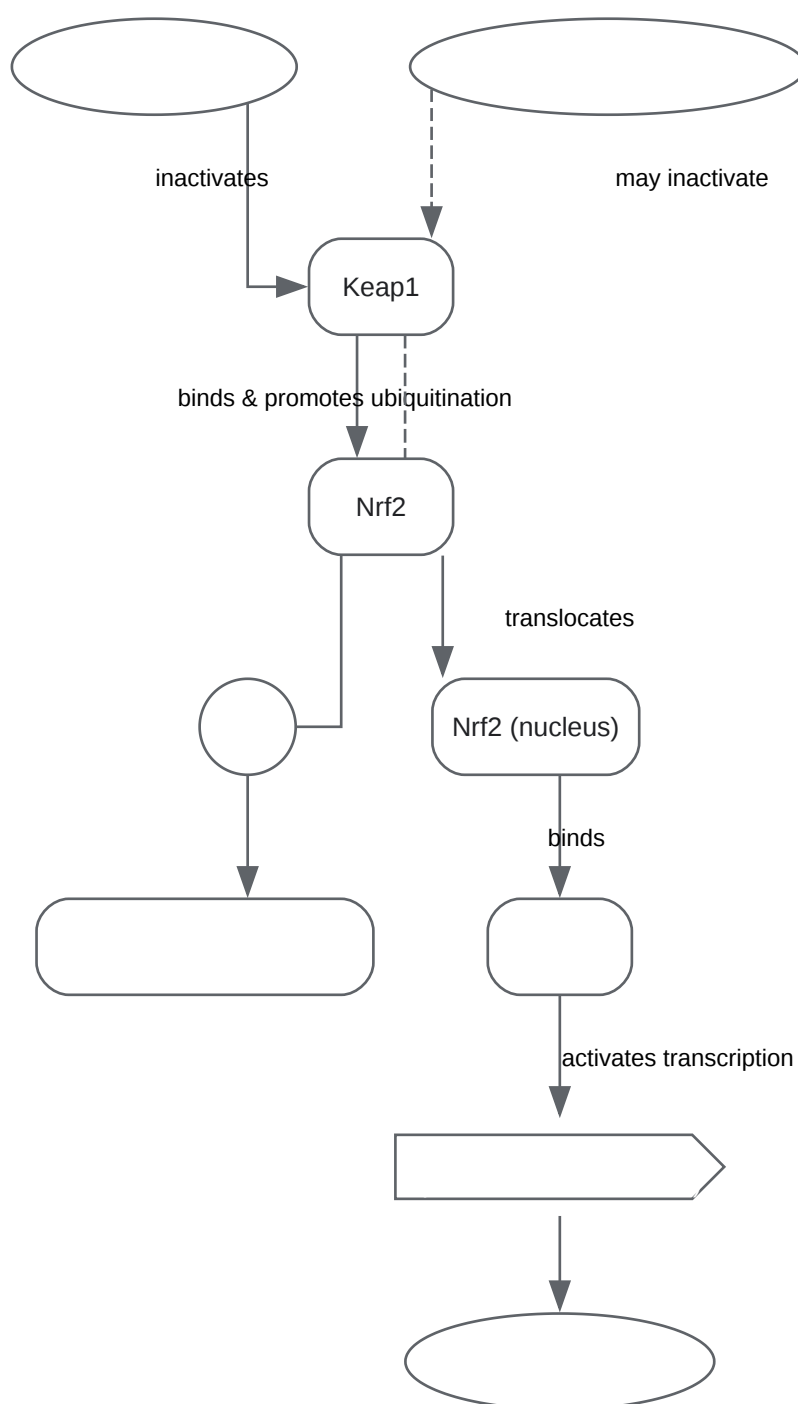 inactivates
may inactivate
Keap1
binds & promotes ubiquitination
Nrf2
translocates
Nrf2 (nucleus)
binds
activates transcription